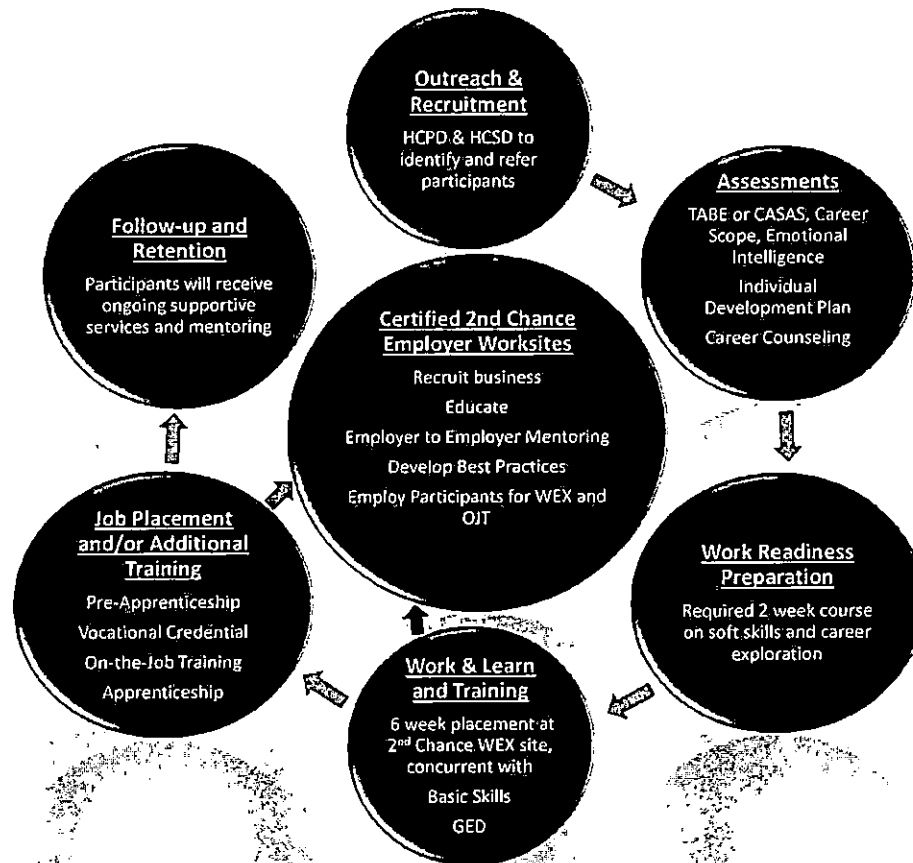 Outreach &
Recruitment
HCPD & HCSD to
identify and refer
participants
Assessments
TABE or CASAS, Career
Scope, Emotional
Intelligence
Individual
Development Plan
Career Counseling
Work Readiness
Preparation
Required 2 week course
on soft skills and career
exploration
Work & Learn
and Training
6 week placement at
2nd Chance WEX site,
concurrent with
Basic Skills
GED
Job Placement
and/or Additional
Training
Pre-Apprenticeship
Vocational Credential
On-the-Job Training
Apprenticeship
Follow-up and
Retention
Participants will receive
ongoing supportive
services and mentoring
Certified 2nd Chance
Employer Worksites
Recruit business
Educate
Employer to Employer Mentoring
Develop Best Practices
Employ Participants for WEX and
OJT